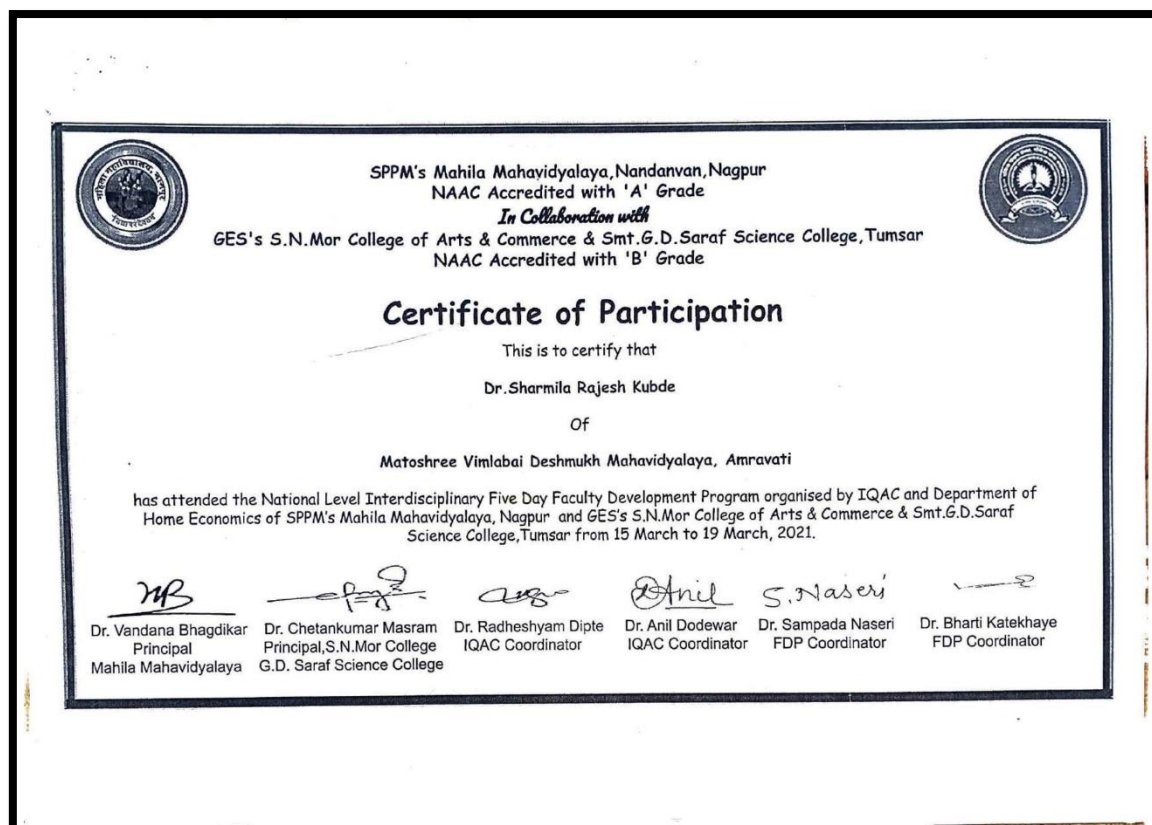 महिला महाविद्यालय, नागपुर
SPPM's Mahila Mahavidyalaya,Nandanvan,Nagpur
NAAC Accredited with 'A' Grade
In Collaboration with
GES's S.N.Mor College of Arts & Commerce & Smt.G.D.Saraf Science College,Tumsar
NAAC Accredited with 'B' Grade
Certificate of Participation
This is to certify that
Dr.Sharmila Rajesh Kubde
Of
Matoshree Vimlabai Deshmukh Mahavidyalaya, Amravati
has attended the National Level Interdisciplinary Five Day Faculty Development Program organised by IQAC and Department of
Home Economics of SPPM's Mahila Mahavidyalaya, Nagpur and GES's S.N.Mor College of Arts & Commerce & Smt.G.D.Saraf
Science College,Tumsar from 15 March to 19 March, 2021.
Anil S.Naseri
Dr. Vandana Bhagdikar Dr. Chetankumar Masram Dr. Radheshyam Dipte Dr. Anil Dodewar Dr. Sampada Naseri Dr. Bharti Katekhaye
Principal Principal,S.N.Mor College IQAC Coordinator IQAC Coordinator FDP Coordinator FDP Coordinator
Mahila Mahavidyalaya G.D. Saraf Science College